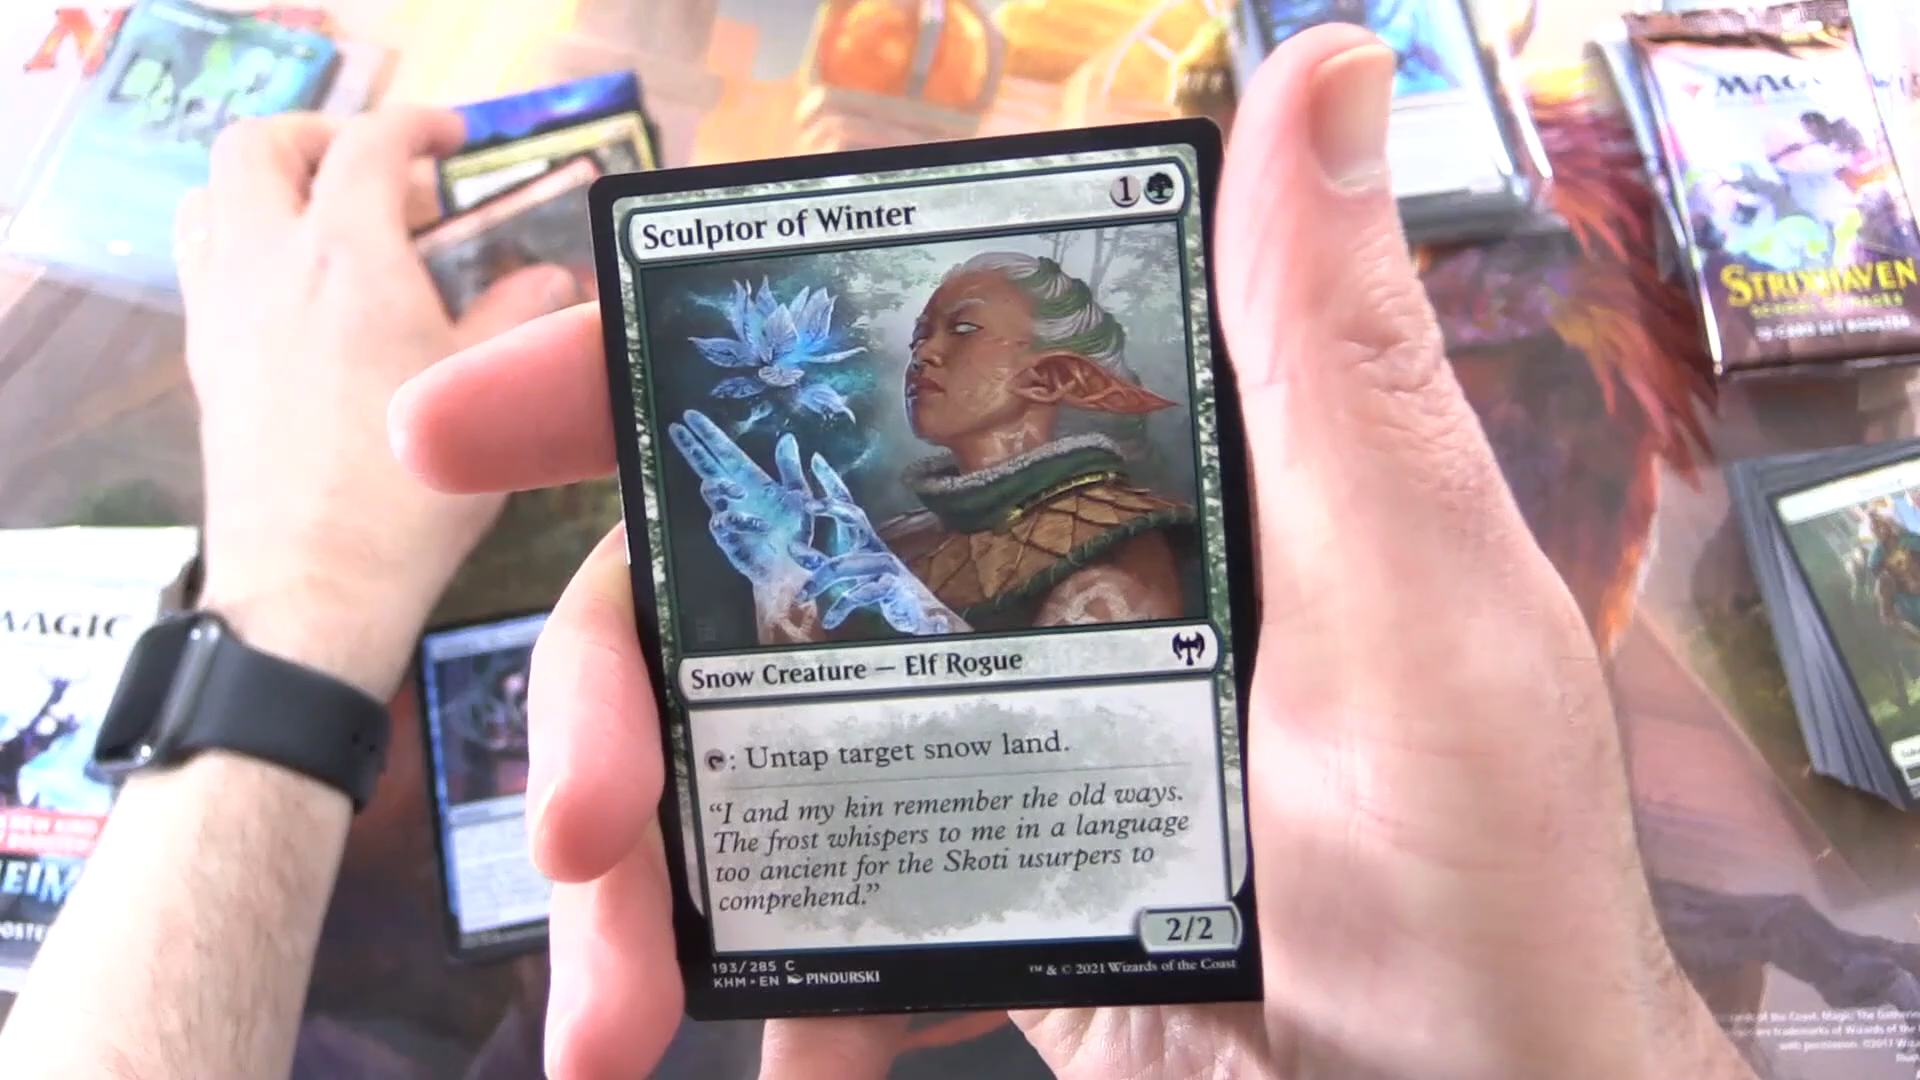 Sculptor of Winter
1
Snow Creature — Elf Rogue
: Untap target snow land.
“I and my kin remember the old ways.
The frost whispers to me in a language
too ancient for the Skoti usurpers to
comprehend.”
2/2
193/285 C
KHM • EN PINDURSKI
™ & © 2021 Wizards of the Coast
STRIXHAVEN
MAGIC